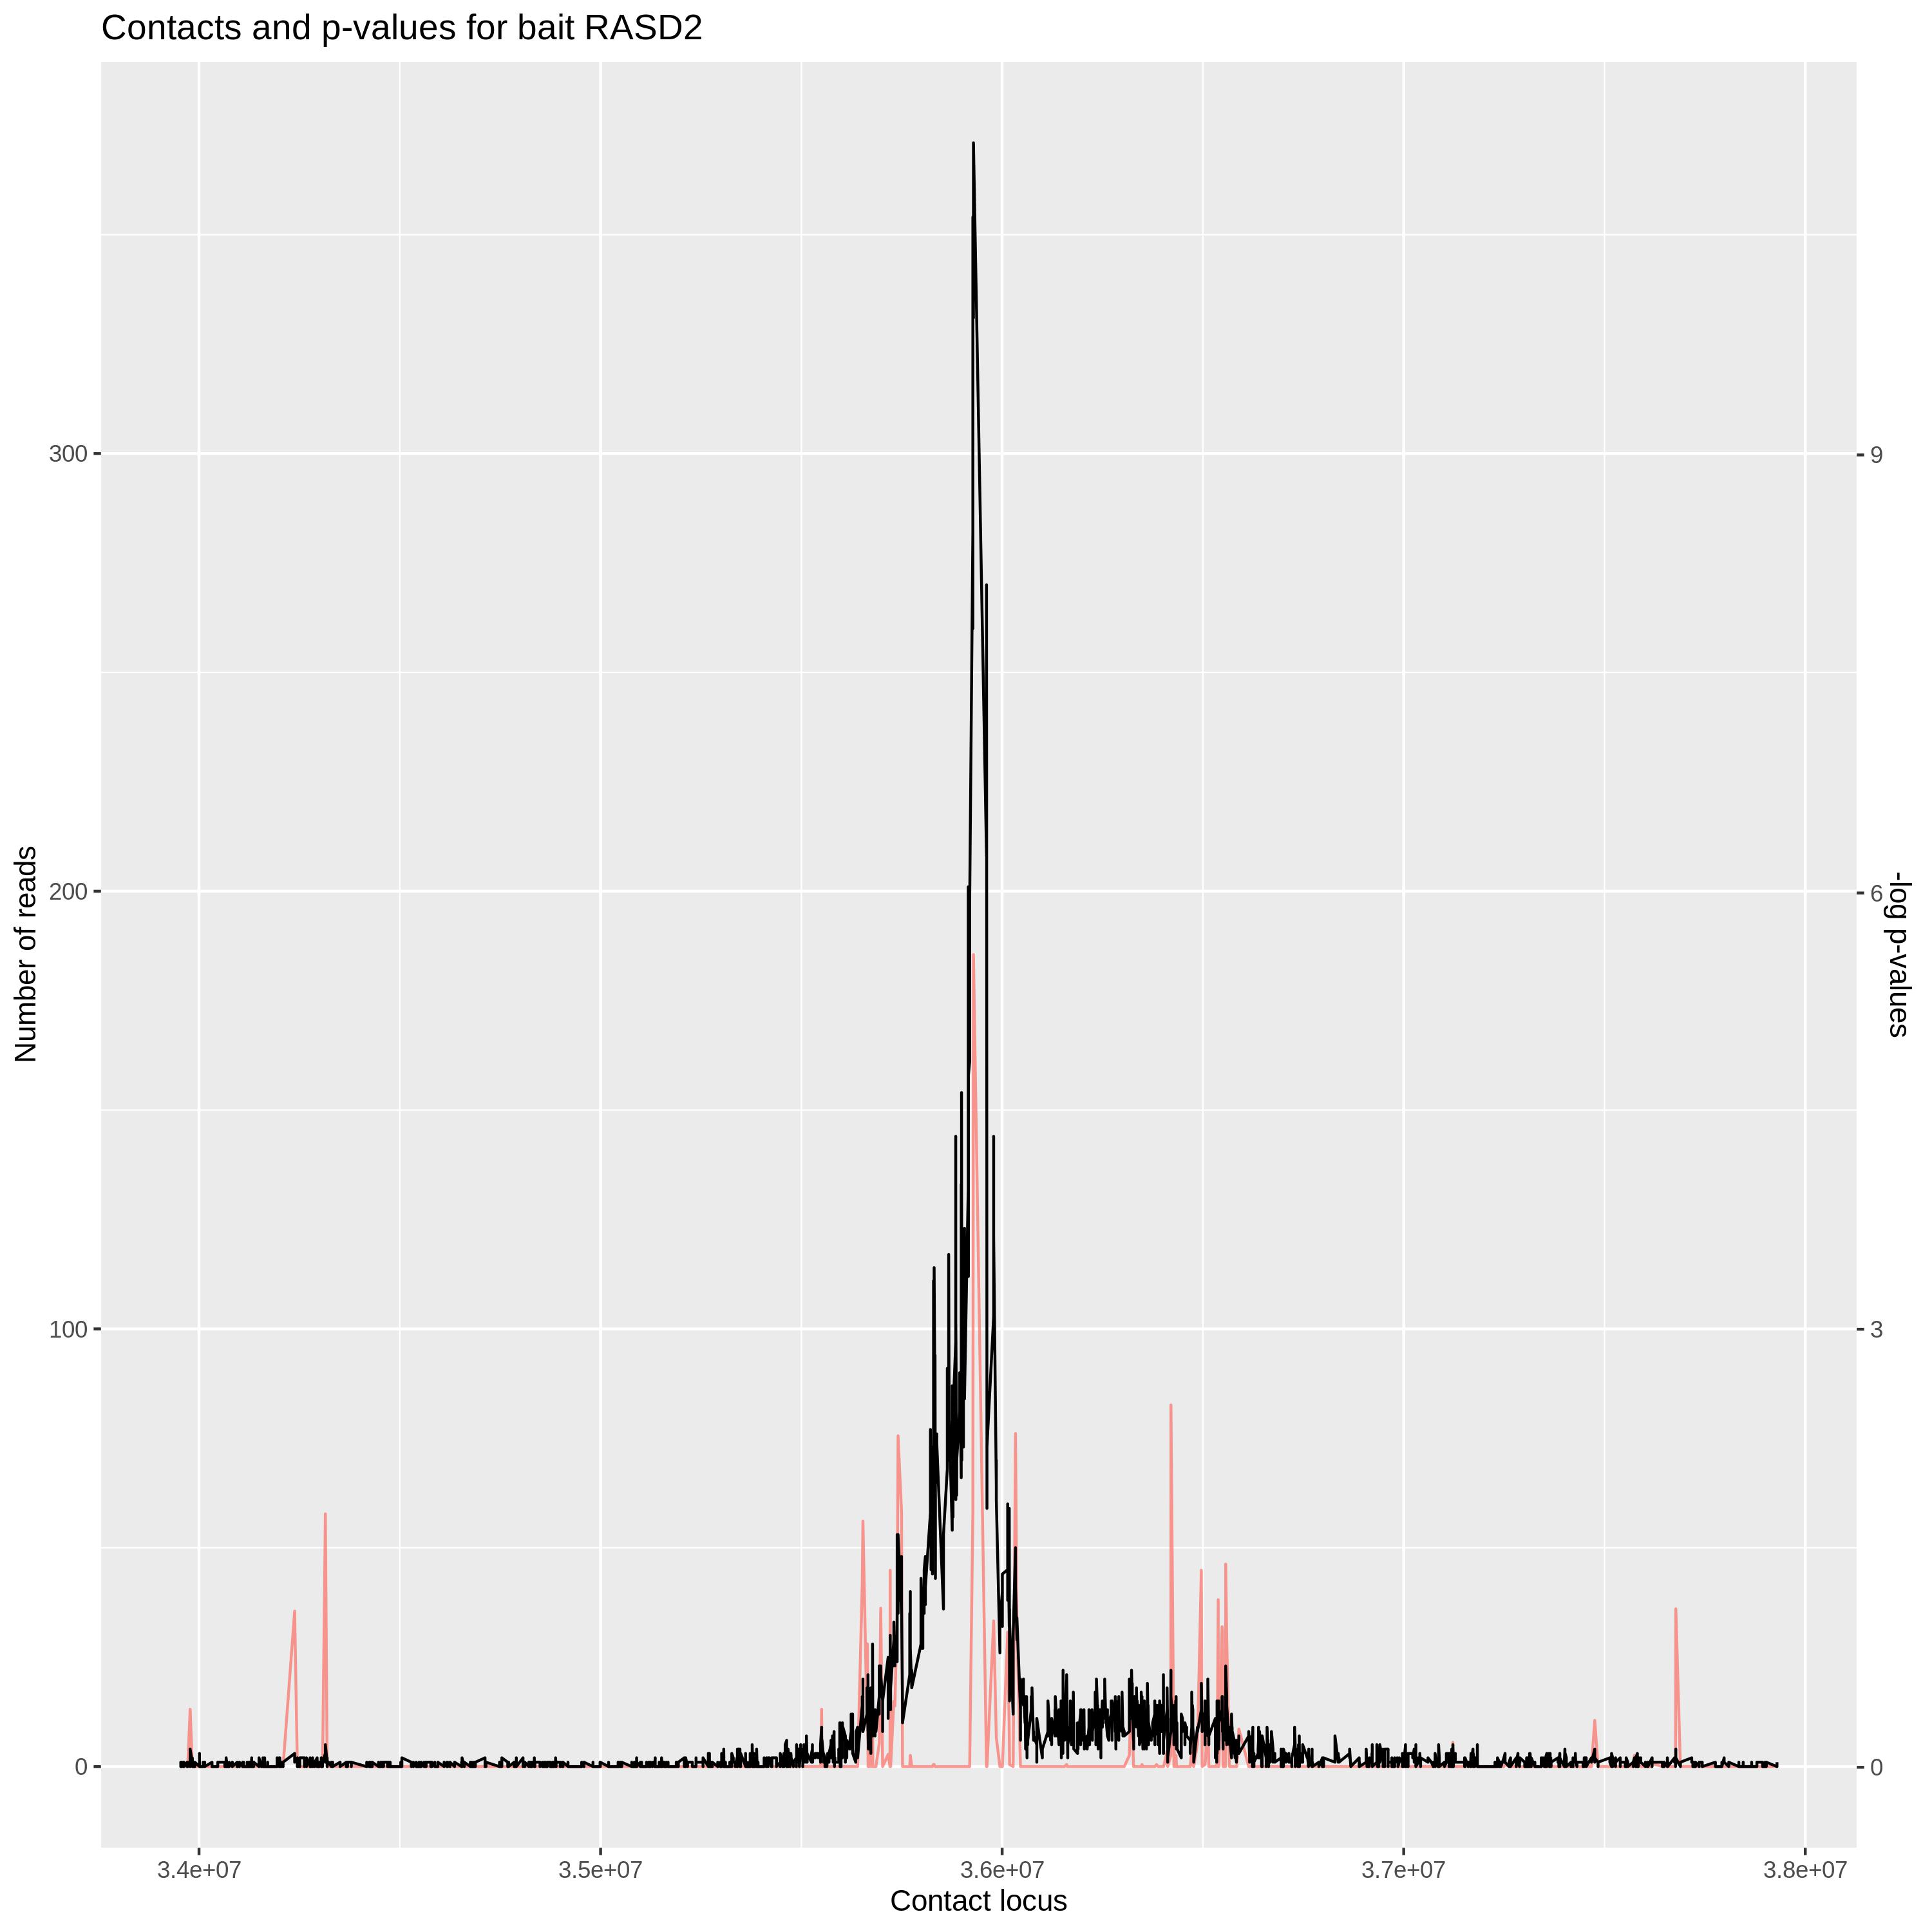 Contacts and p-values for bait RASD2
Number of reads
300
200
100
0
9
6
3
0
-log p-values
3.4e+07 3.5e+07 3.6e+07 3.7e+07 3.8e+07
Contact locus